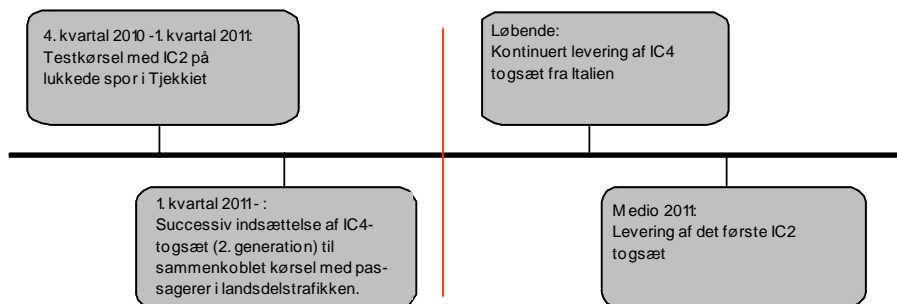 4. kvartal 2010 -1. kvartal 2011:
Testkørsel med IC2 på
lukkede spor i Tjekkiet
Løbende:
Kontinuert levering af IC4
togsæt fra Italien
1. kvartal 2011- :
Successiv indsættelse af IC4-
togsæt (2. generation) til
sammenkoblet kørsel med pas-
sagerer i landsdelstrafikken.
Medio 2011:
Levering af det første IC2
togsæt